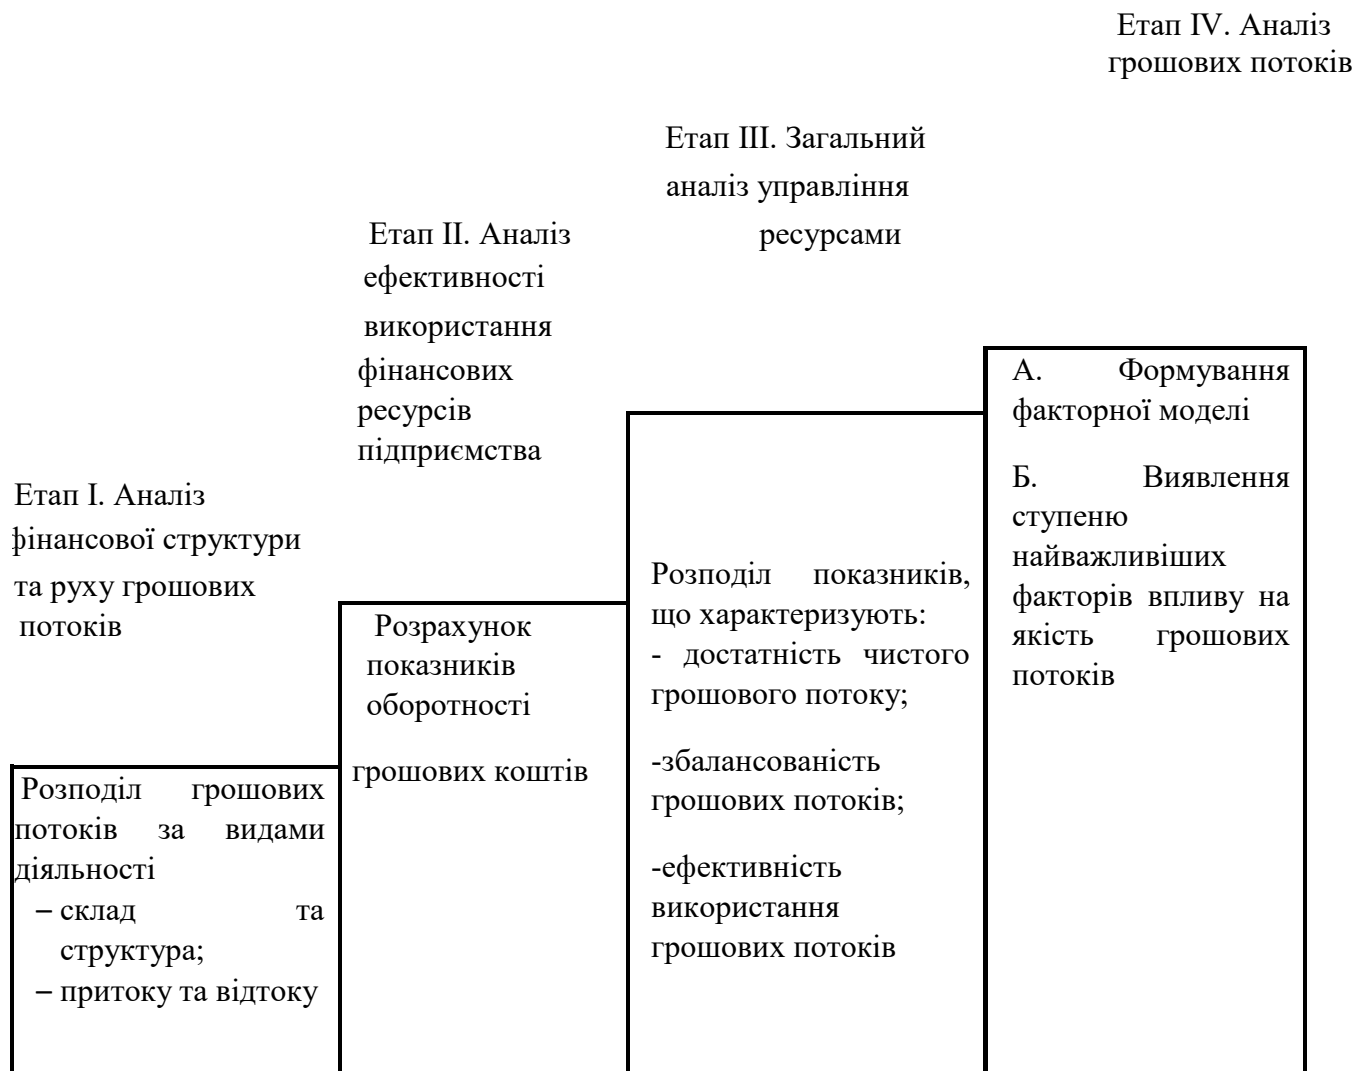 Етап IV. Аналіз
грошових потоків
Етап III. Загальний
аналіз управління
ресурсами
Етап II. Аналіз
ефективності
використання
фінансових
ресурсів
підприємства
Етап I. Аналіз
фінансової структури
та руху грошових
потоків
Розподіл грошових
потоків за видами
діяльності
– склад та
структура;
– притоку та відтоку
Розрахунок
показників
оборотності
грошових коштів
Розподіл показників,
що характеризують:
- достатність чистого
грошового потоку;
-збалансованість
грошових потоків;
-ефективність
використання
грошових потоків
А. Формування
факторної моделі
Б. Виявлення
ступеню
найважливіших
факторів впливу на
якість грошових
потоків